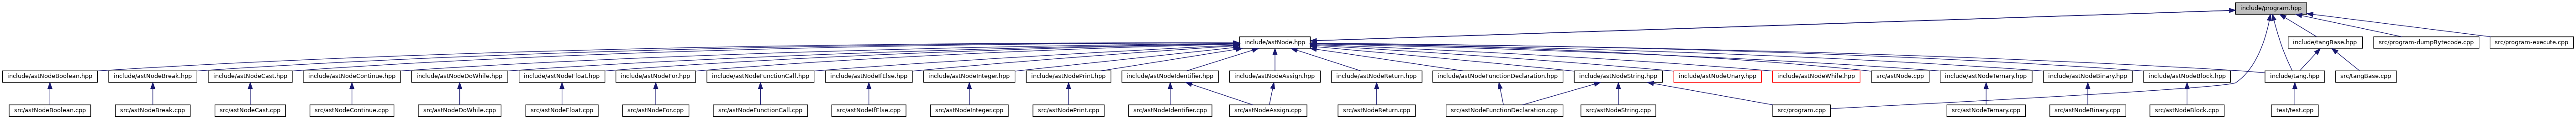 include/program.hpp
include/astNode.hpp
include/tangBase.hpp
src/program-dumpBytecode.cpp
src/program-execute.cpp
include/astNodeBoolean.hpp
include/astNodeBreak.hpp
include/astNodeCast.hpp
include/astNodeContinue.hpp
include/astNodeDoWhile.hpp
include/astNodeFloat.hpp
include/astNodeFor.hpp
include/astNodeFunctionCall.hpp
include/astNodeIfElse.hpp
include/astNodeInteger.hpp
include/astNodePrint.hpp
include/astNodeIdentifier.hpp
include/astNodeAssign.hpp
include/astNodeReturn.hpp
include/astNodeFunctionDeclaration.hpp
include/astNodeString.hpp
include/astNodeUnary.hpp
include/astNodeWhile.hpp
src/astNode.cpp
include/astNodeTernary.hpp
include/astNodeBinary.hpp
include/astNodeBlock.hpp
include/tang.hpp
src/tangBase.cpp
src/astNodeBoolean.cpp
src/astNodeBreak.cpp
src/astNodeCast.cpp
src/astNodeContinue.cpp
src/astNodeDoWhile.cpp
src/astNodeFloat.cpp
src/astNodeFor.cpp
src/astNodeFunctionCall.cpp
src/astNodeIfElse.cpp
src/astNodeInteger.cpp
src/astNodePrint.cpp
src/astNodeIdentifier.cpp
src/astNodeAssign.cpp
src/astNodeReturn.cpp
src/astNodeFunctionDeclaration.cpp
src/astNodeString.cpp
src/program.cpp
src/astNodeTernary.cpp
src/astNodeBinary.cpp
src/astNodeBlock.cpp
test/test.cpp